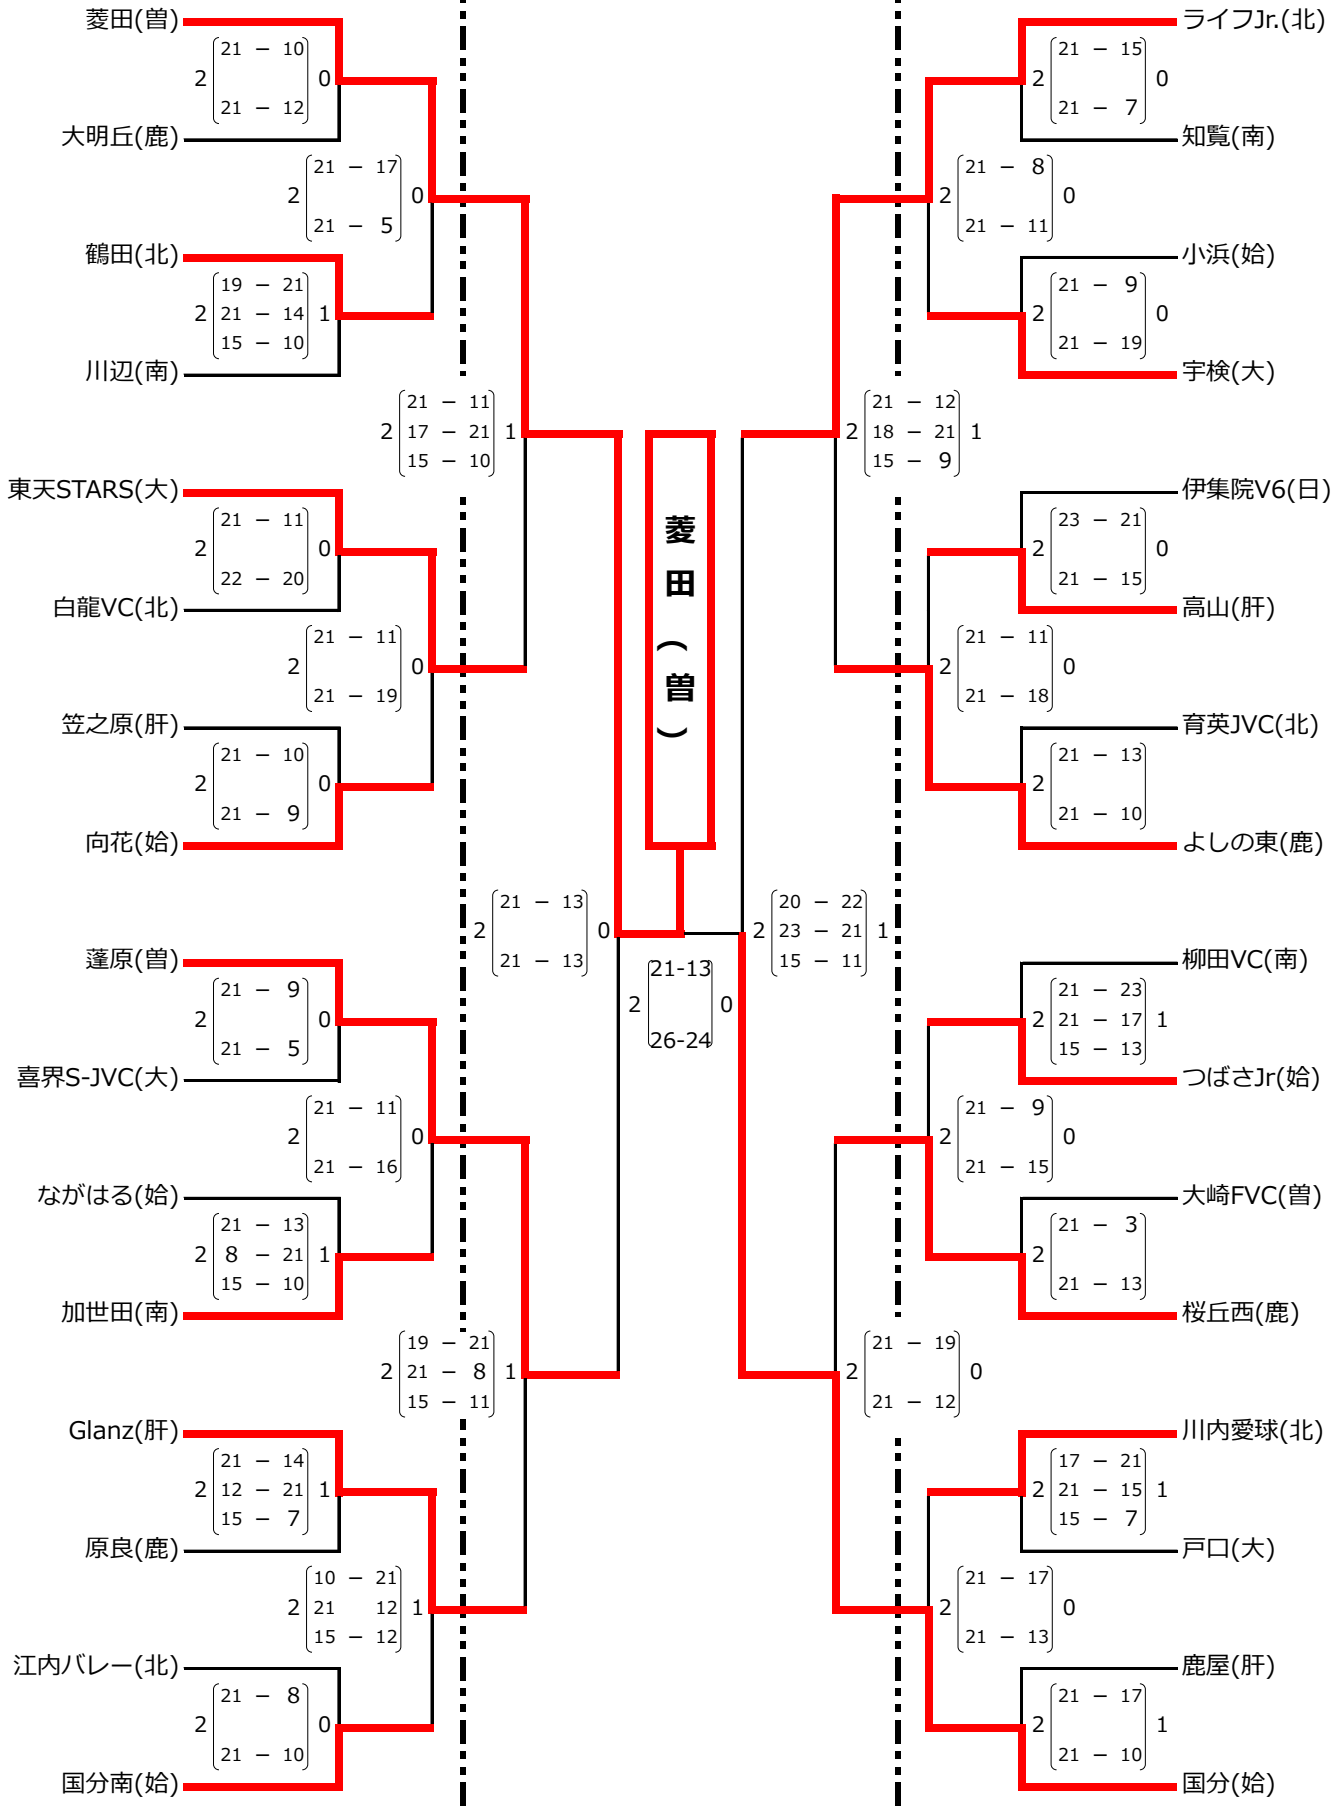 菱田(曽)
21 − 10
2 0
21 − 12
大明丘(鹿)
21 − 17
2 0
21 − 5
鶴田(北)
19 − 21
2 21 − 14 1
15 − 10
川辺(南)
21 − 11
2 17 − 21 1
15 − 10
東天STARS(大)
21 − 11
2 0
22 − 20
白龍VC(北)
21 − 11
2 0
21 − 19
笠之原(肝)
21 − 10
2 0
21 − 9
向花(姶)
21 − 13
2 0
21 − 13
蓬原(曽)
21 − 9
2 0
21 − 5
喜界S-JVC(大)
21 − 11
2 0
21 − 16
ながはる(姶)
21 − 13
2 8 − 21 1
15 − 10
加世田(南)
19 − 21
2 21 − 8 1
15 − 11
Glanz(肝)
21 − 14
2 12 − 21 1
15 − 7
原良(鹿)
10 − 21
2 21 12 1
15 − 12
江内バレー(北)
21 − 8
2 0
21 − 10
国分南(姶)
菱田(曽)
21-13
2 0
26-24
ライフJr.(北)
21 − 15
2 0
21 − 7
知覧(南)
21 − 8
2 0
21 − 11
小浜(姶)
21 − 9
2 0
21 − 19
宇検(大)
21 − 12
2 18 − 21 1
15 − 9
伊集院V6(日)
23 − 21
2 0
21 − 15
高山(肝)
21 − 11
2 0
21 − 18
育英JVC(北)
21 − 13
2
21 − 10
よしの東(鹿)
20 − 22
2 23 − 21 1
15 − 11
柳田VC(南)
21 − 23
2 21 − 17 1
15 − 13
つばさJr(姶)
21 − 9
2 0
21 − 15
大崎FVC(曽)
21 − 3
2
21 − 13
桜丘西(鹿)
21 − 19
2 0
21 − 12
川内愛球(北)
17 − 21
2 21 − 15 1
15 − 7
戸口(大)
21 − 17
2 0
21 − 13
鹿屋(肝)
21 − 17
2 1
21 − 10
国分(姶)